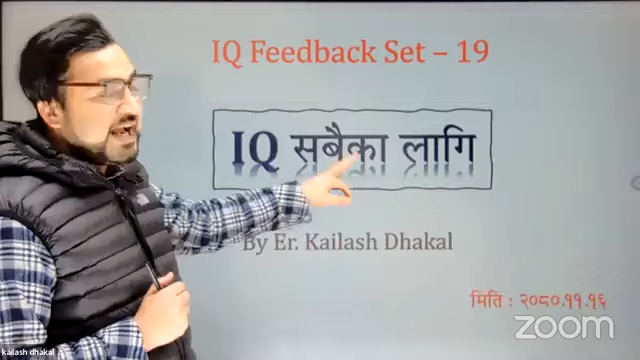 IQ Feedback Set – 19
IQ सबैका लागि
By Er. Kailash Dhakal
मिति : २०८०.११.१६
zoom
kailash dhakal